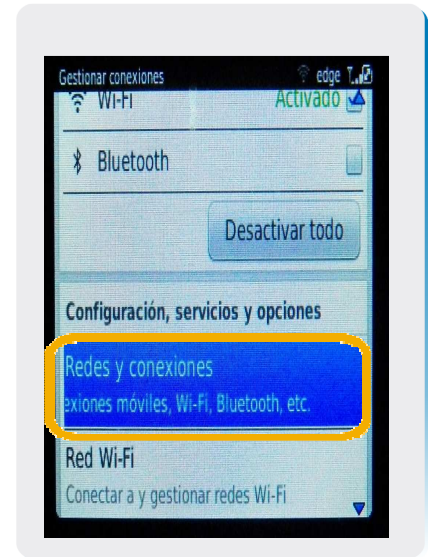 Gestionar conexiones edge
Wi-Fi Activado
Bluetooth
Desactivar todo
Configuración, servicios y opciones
Redes y conexiones
exiones móviles, Wi-Fi, Bluetooth, etc.
Red Wi-Fi
Conectar a y gestionar redes Wi-Fi